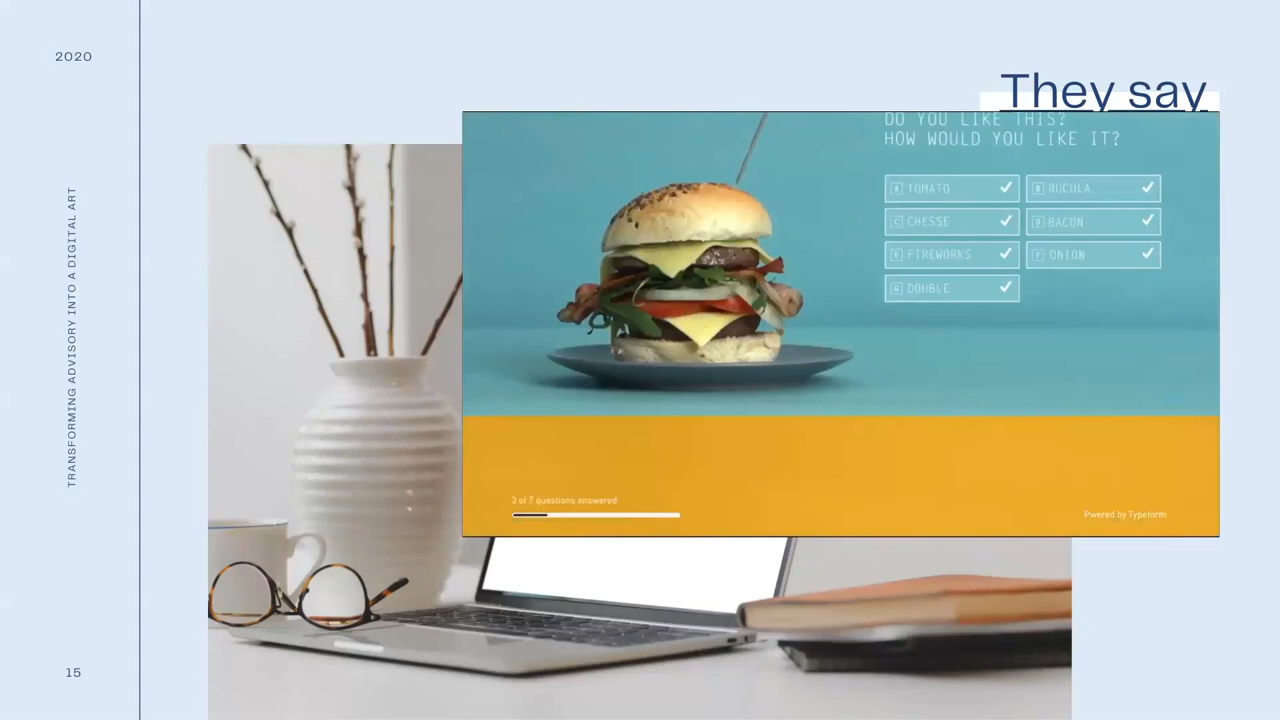 2020
They say
DO YOU LIKE THIS?
HOW WOULD YOU LIKE IT?
A TOMATO
B RUCULA
C CHESSE
D BACON
E FIREWORKS
F ONION
G DOUBLE
TRANSFORMING ADVISORY INTO A DIGITAL ART
3 of 7 questions answered
Pwered by Typeform
15